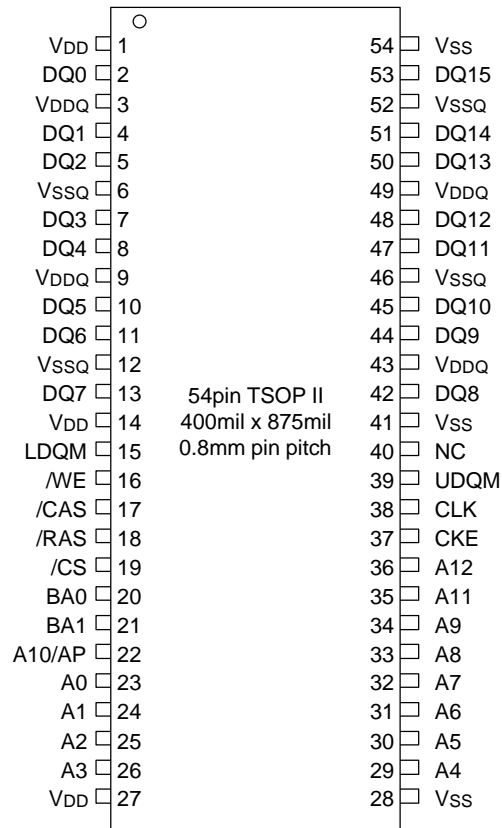 VDD 1 54 VSS
DQ0 2 53 DQ15
VDDQ 3 52 VSSQ
DQ1 4 51 DQ14
DQ2 5 50 DQ13
VSSQ 6 49 VDDQ
DQ3 7 48 DQ12
DQ4 8 47 DQ11
VDDQ 9 46 VSSQ
DQ5 10 45 DQ10
DQ6 11 44 DQ9
VSSQ 12 43 VDDQ
DQ7 13 54pin TSOP II 42 DQ8
VDD 14 400mil x 875mil 41 VSS
LDQM 15 0.8mm pin pitch 40 NC
/WE 16 39 UDQM
/CAS 17 38 CLK
/RAS 18 37 CKE
/CS 19 36 A12
BA0 20 35 A11
BA1 21 34 A9
A10/AP 22 33 A8
A0 23 32 A7
A1 24 31 A6
A2 25 30 A5
A3 26 29 A4
VDD 27 28 VSS